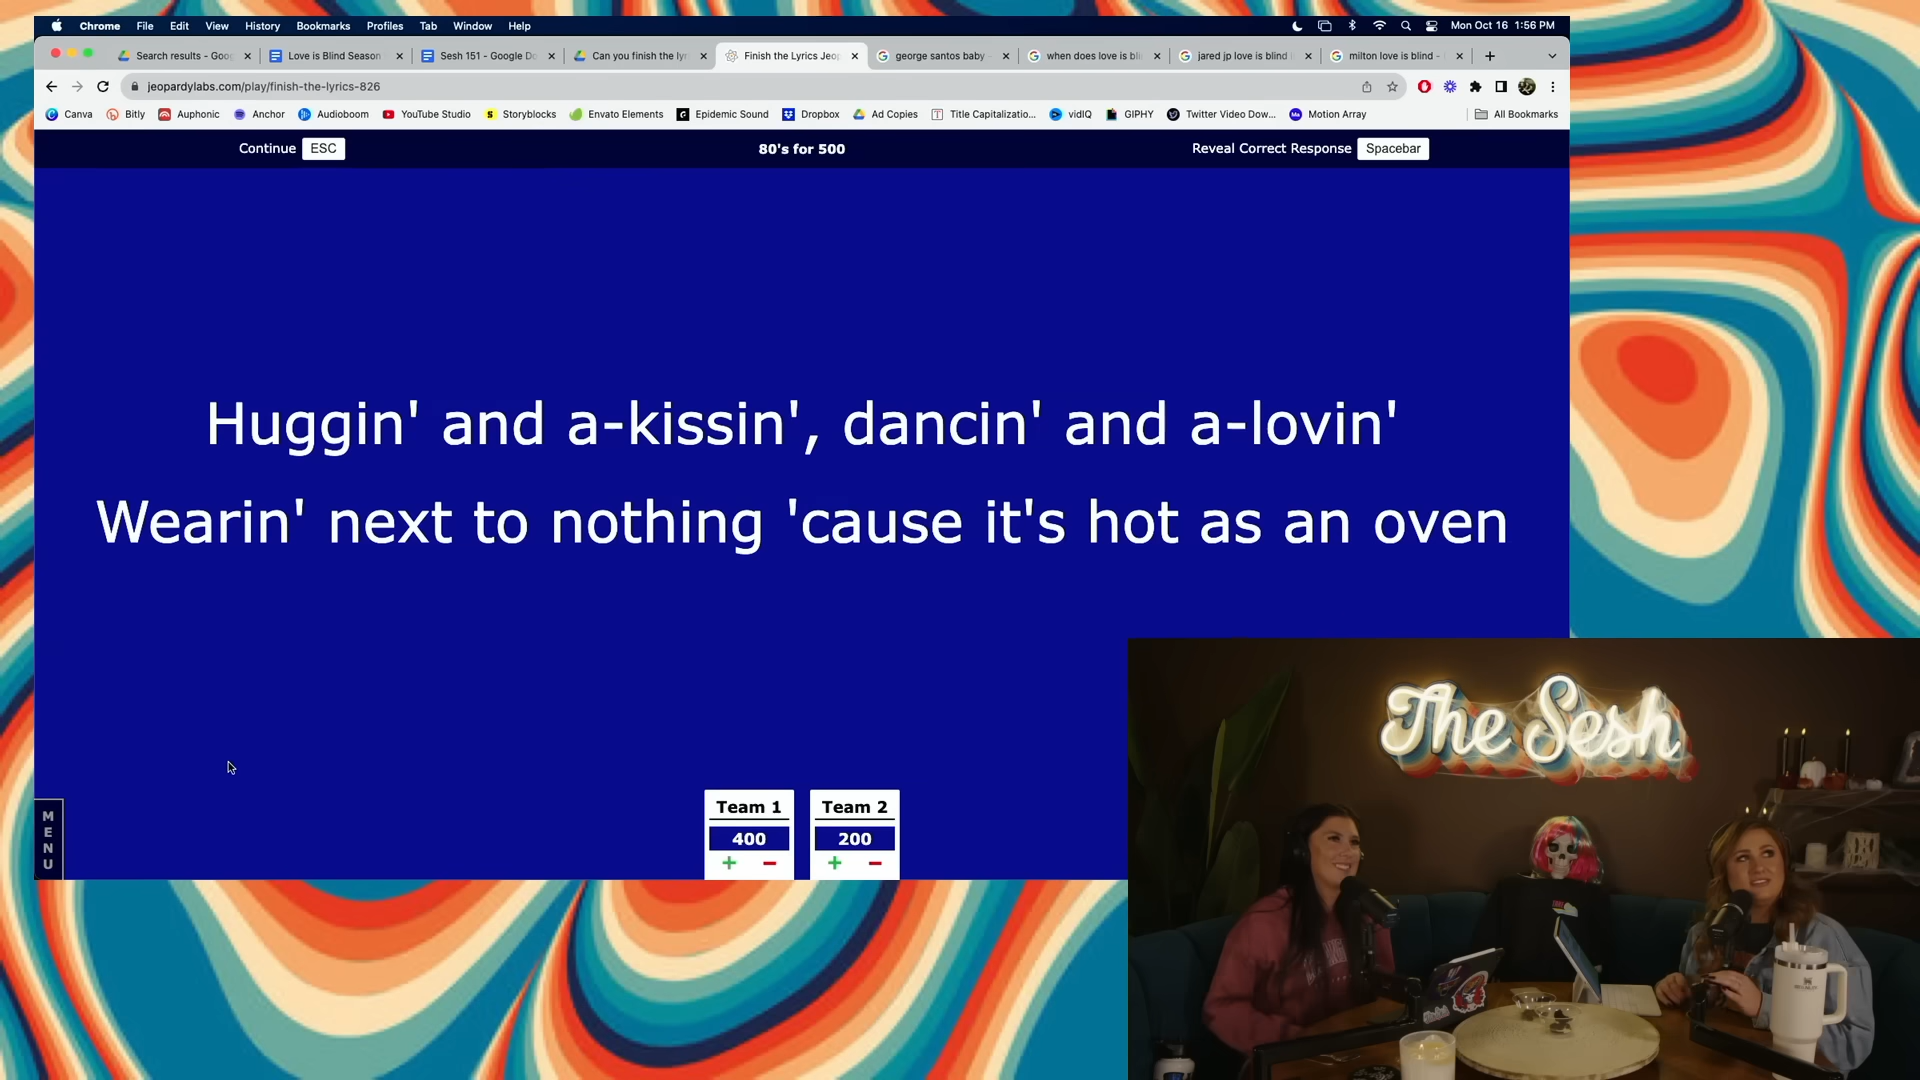 Chrome File Edit View History Bookmarks Profiles Tab Window Help Mon Oct 16 1:56 PM
Search results - Goog Love is Blind Season Sesh 151 - Google Do Can you finish the lyr Finish the Lyrics Jeop george santos baby - when does love is bli jared jp love is blind milton love is blind -
jeopardylabs.com/play/finish-the-lyrics-826
Canva Bitly Auphonic Anchor Audioboom YouTube Studio Storyblocks Envato Elements Epidemic Sound Dropbox Ad Copies Title Capitalizatio... vidIQ GIPHY Twitter Video Dow... Motion Array All Bookmarks
Continue ESC 80's for 500 Reveal Correct Response Spacebar
Huggin' and a-kissin', dancin' and a-lovin'
Wearin' next to nothing 'cause it's hot as an oven
The Sesh
MENU
Team 1 Team 2
400 200
+ − + −